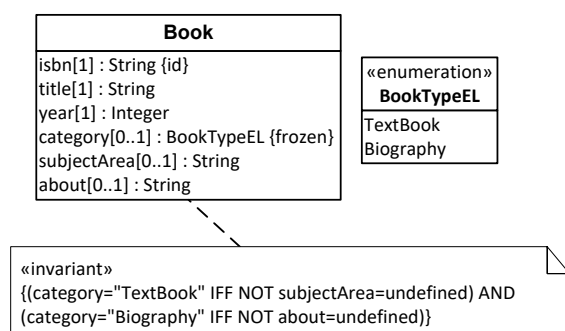 Book
isbn[1] : String {id}
title[1] : String
year[1] : Integer
category[0..1] : BookTypeEL {frozen}
subjectArea[0..1] : String
about[0..1] : String
«enumeration»
BookTypeEL
TextBook
Biography
«invariant»
{(category="TextBook" IFF NOT subjectArea=undefined) AND
(category="Biography" IFF NOT about=undefined)}